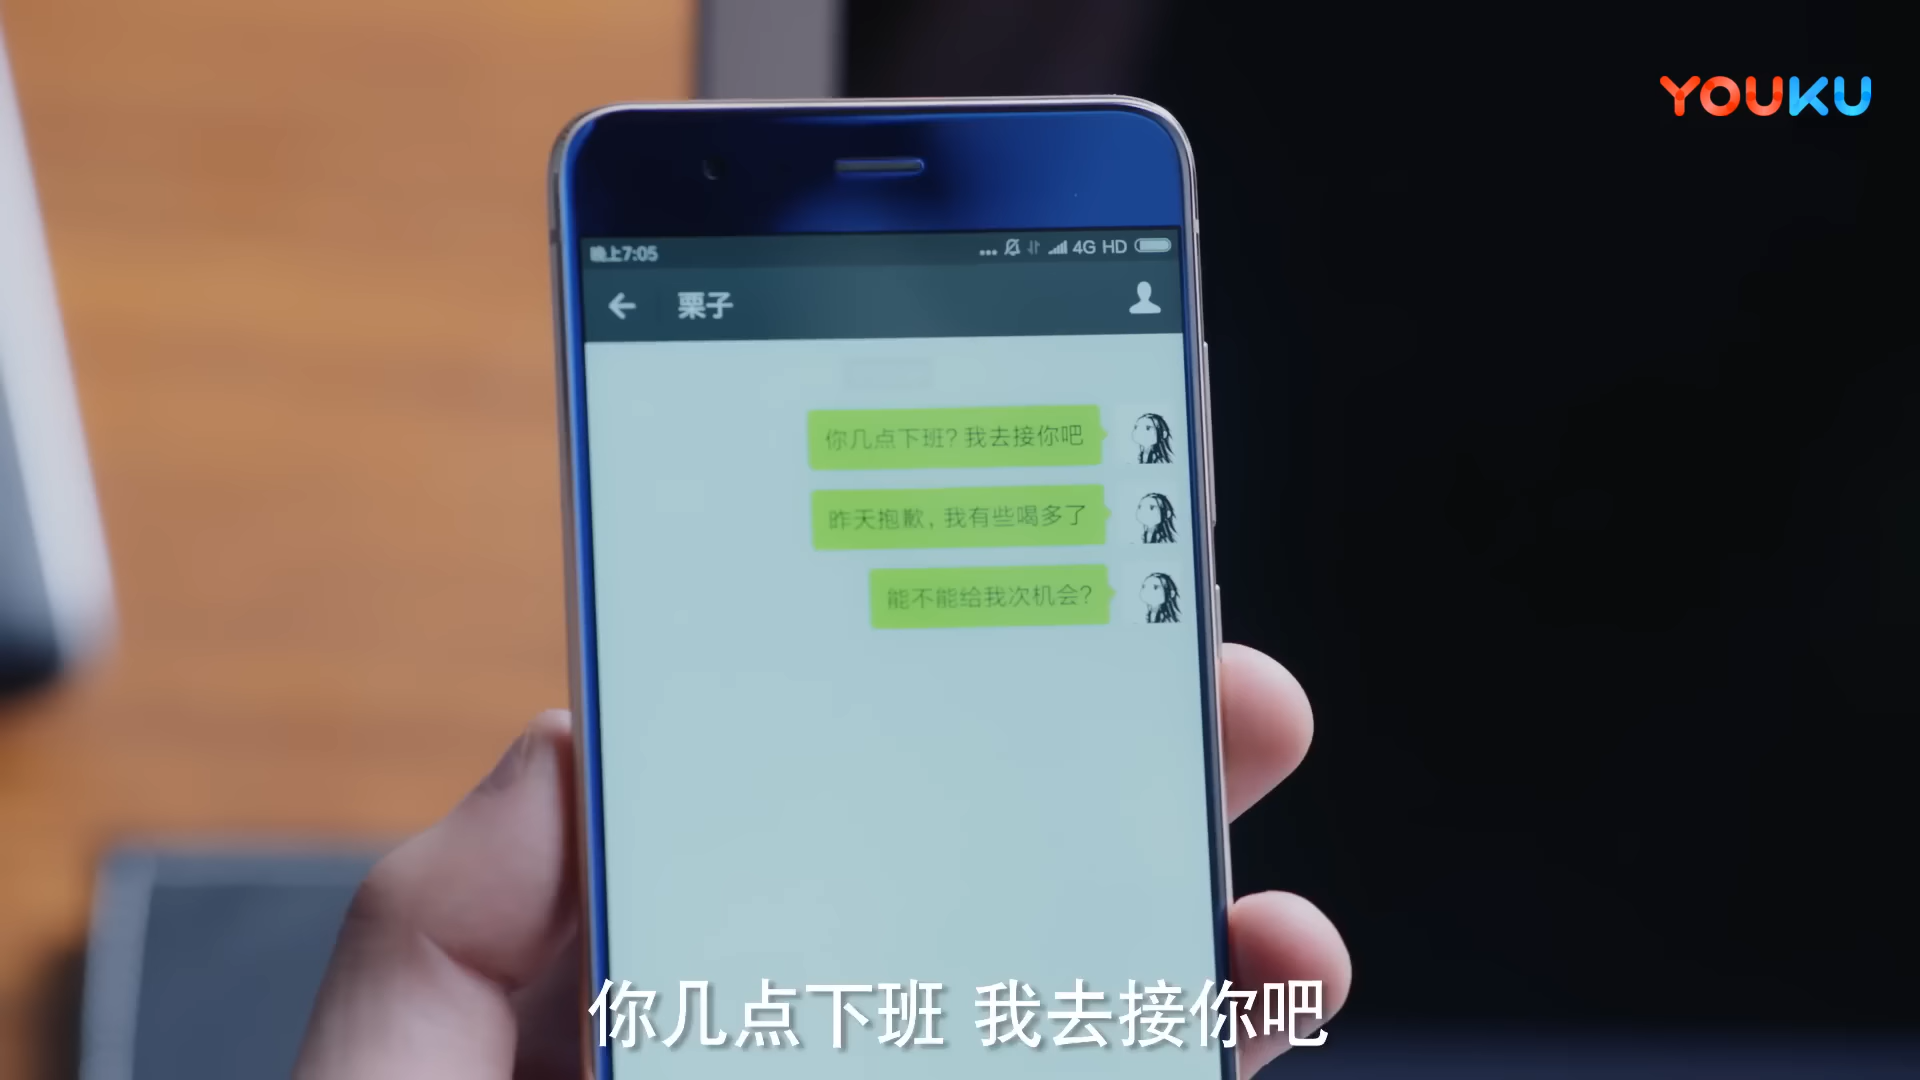 YOUKU
晚上7:05
4G HD
栗子
你几点下班？我去接你吧
昨天抱歉，我有些喝多了
能不能给我次机会？
你几点下班 我去接你吧